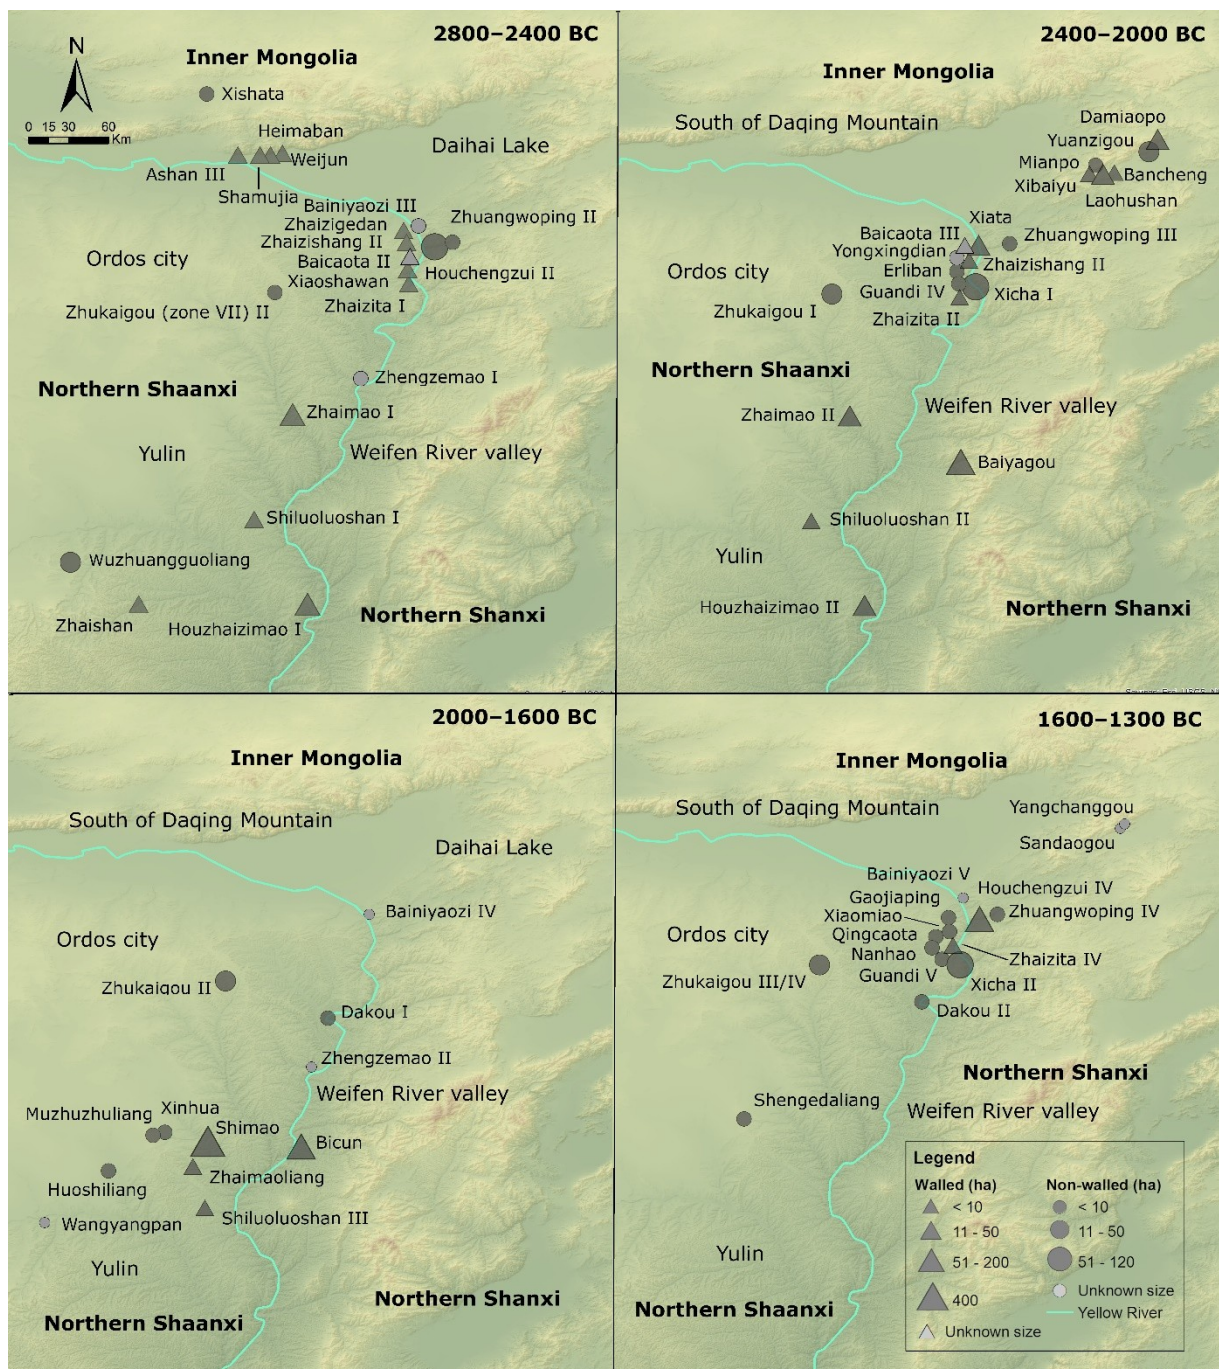 2800–2400 BC
N
Inner Mongolia
Xishata
0 15 30 60
Km
Heimaban
Daihai Lake
Weijun
Ashan III
Shamujia
Bainiyaozi III
Zhuangwoping II
Zhaizigedan
Zhaizishang II
Baicaota II
Ordos city
Houchengzui II
Xiaoshawan
Zhaizita I
Zhukaigou (zone VII) II
Zhengzemao I
Northern Shaanxi
Zhaimao I
Yulin
Weifen River valley
Shiluoluoshan I
Wuzhuangguoliang
Northern Shanxi
Zhaishan
Houzhaizimao I
2400–2000 BC
Inner Mongolia
Damiaopo
South of Daqing Mountain
Yuanzigou
Mianpo
Bancheng
Xibaiyu
Laohushan
Xiata
Baicaota III
Zhuangwoping III
Yongxingdian
Zhaizishang II
Ordos city
Erliban
Guandi IV
Xicha I
Zhukaigou I
Zhaizita II
Northern Shaanxi
Weifen River valley
Zhaimao II
Baiyagou
Shiluoluoshan II
Yulin
Houzhaizimao II
Northern Shanxi
2000–1600 BC
Inner Mongolia
South of Daqing Mountain
Daihai Lake
Bainiyaozi IV
Ordos city
Zhukaigou II
Dakou I
Zhengzemao II
Weifen River valley
Xinhua
Muzhuzhuliang
Shimao
Bicun
Zhaimaoliang
Huoshiliang
Shiluoluoshan III
Wangyangpan
Yulin
Northern Shanxi
Northern Shaanxi
1600–1300 BC
Inner Mongolia
South of Daqing Mountain
Yangchanggou
Sandaogou
Bainiyaozi V
Houchengzui IV
Gaojiaping
Zhuangwoping IV
Xiaomiao
Qingcaota
Ordos city
Nanhao
Zhaizita IV
Zhukaigou III/IV
Guandi V
Xicha II
Dakou II
Northern Shanxi
Shengedaliang
Weifen River valley
Yulin
Northern Shaanxi
Legend
Walled (ha)
Non-walled (ha)
< 10
< 10
11 - 50
11 - 50
51 - 200
51 - 120
400
Unknown size
Yellow River
Unknown size